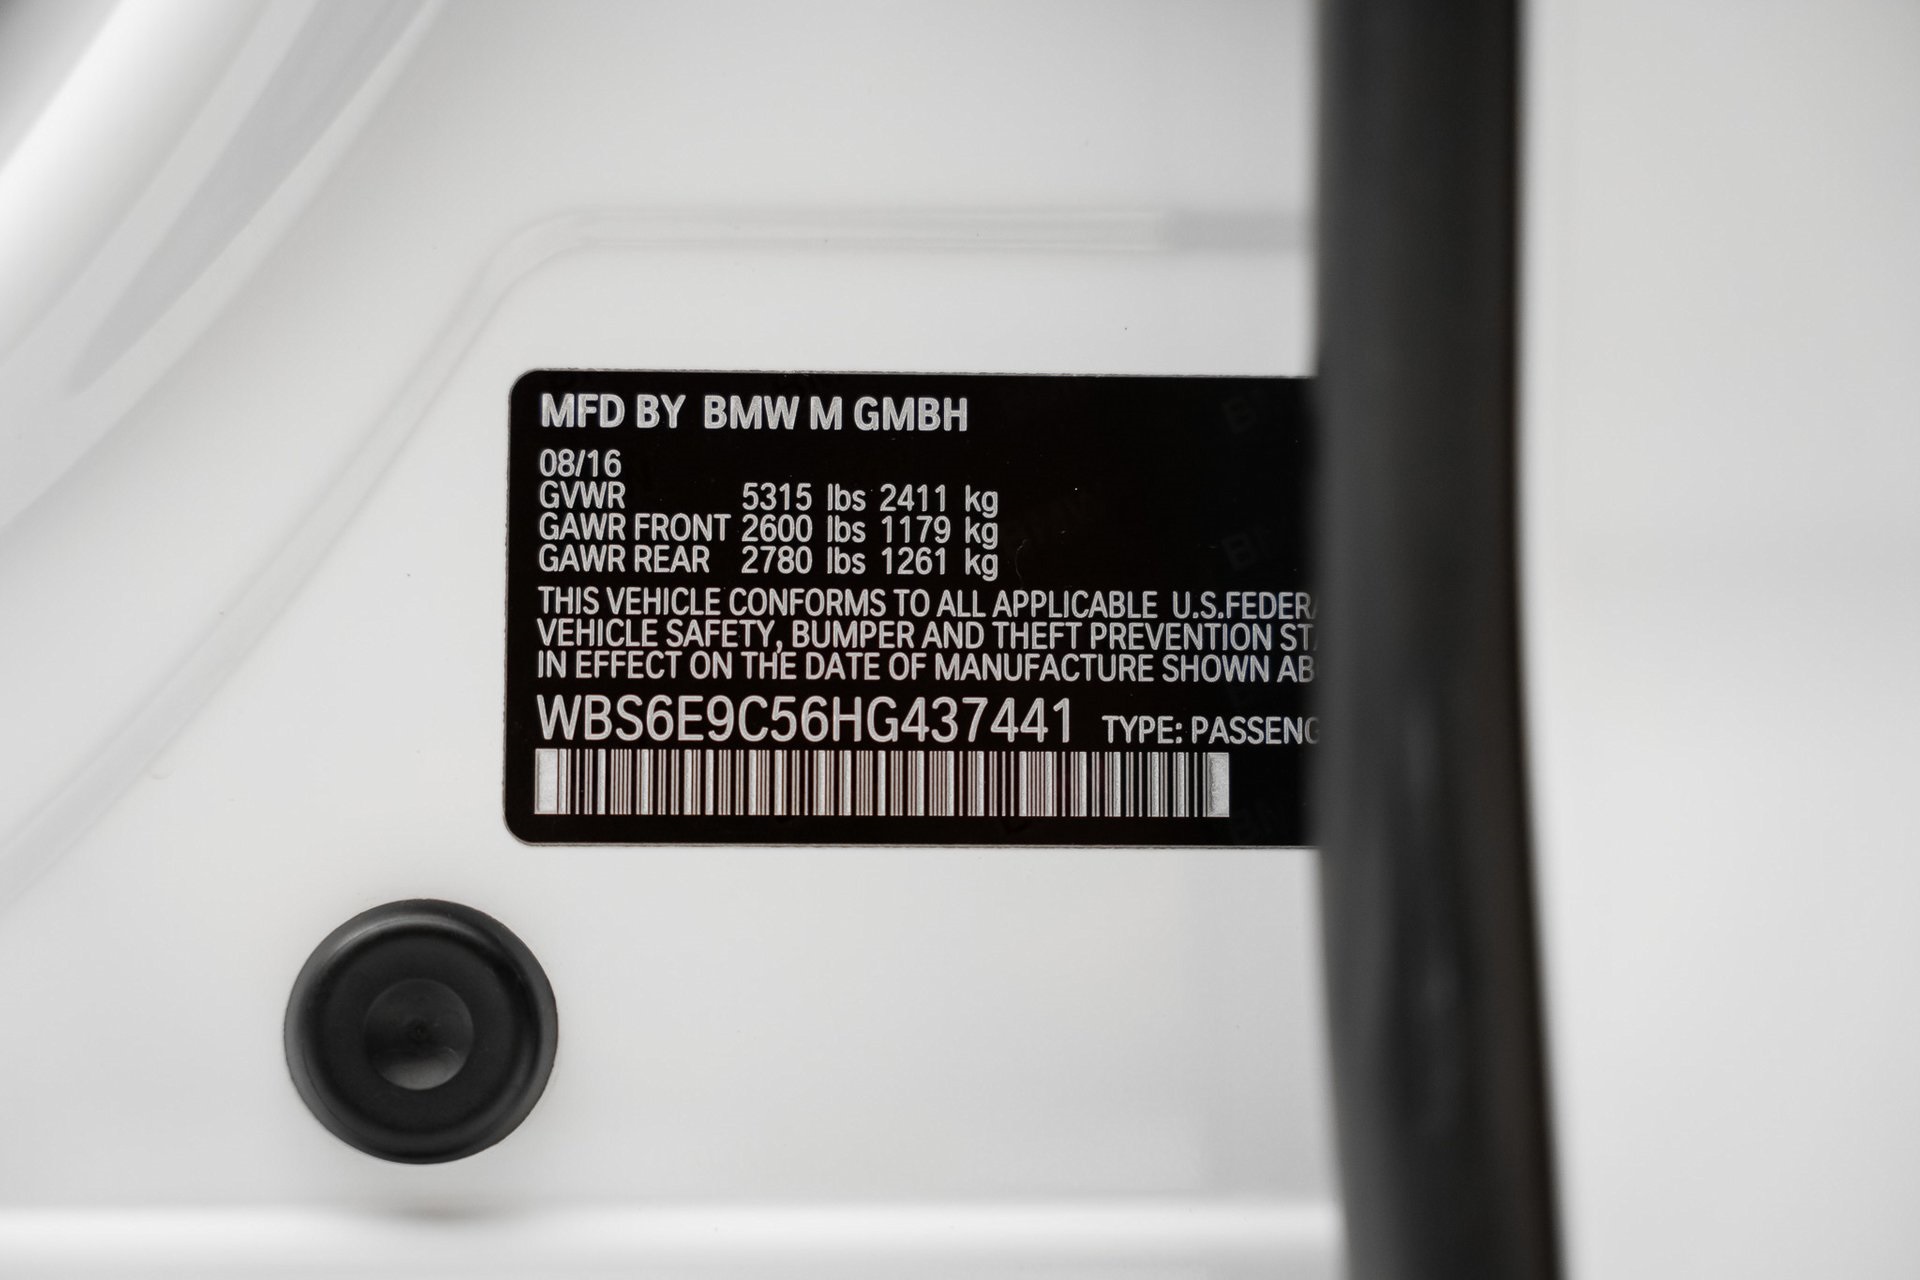 MFD BY BMW M GMBH
08/16
GVWR 5315 lbs 2411 kg
GAWR FRONT 2600 lbs 1179 kg
GAWR REAR 2780 lbs 1261 kg
THIS VEHICLE CONFORMS TO ALL APPLICABLE U.S.FEDER
VEHICLE SAFETY, BUMPER AND THEFT PREVENTION ST
IN EFFECT ON THE DATE OF MANUFACTURE SHOWN AB
WBS6E9C56HG437441 TYPE: PASSENG